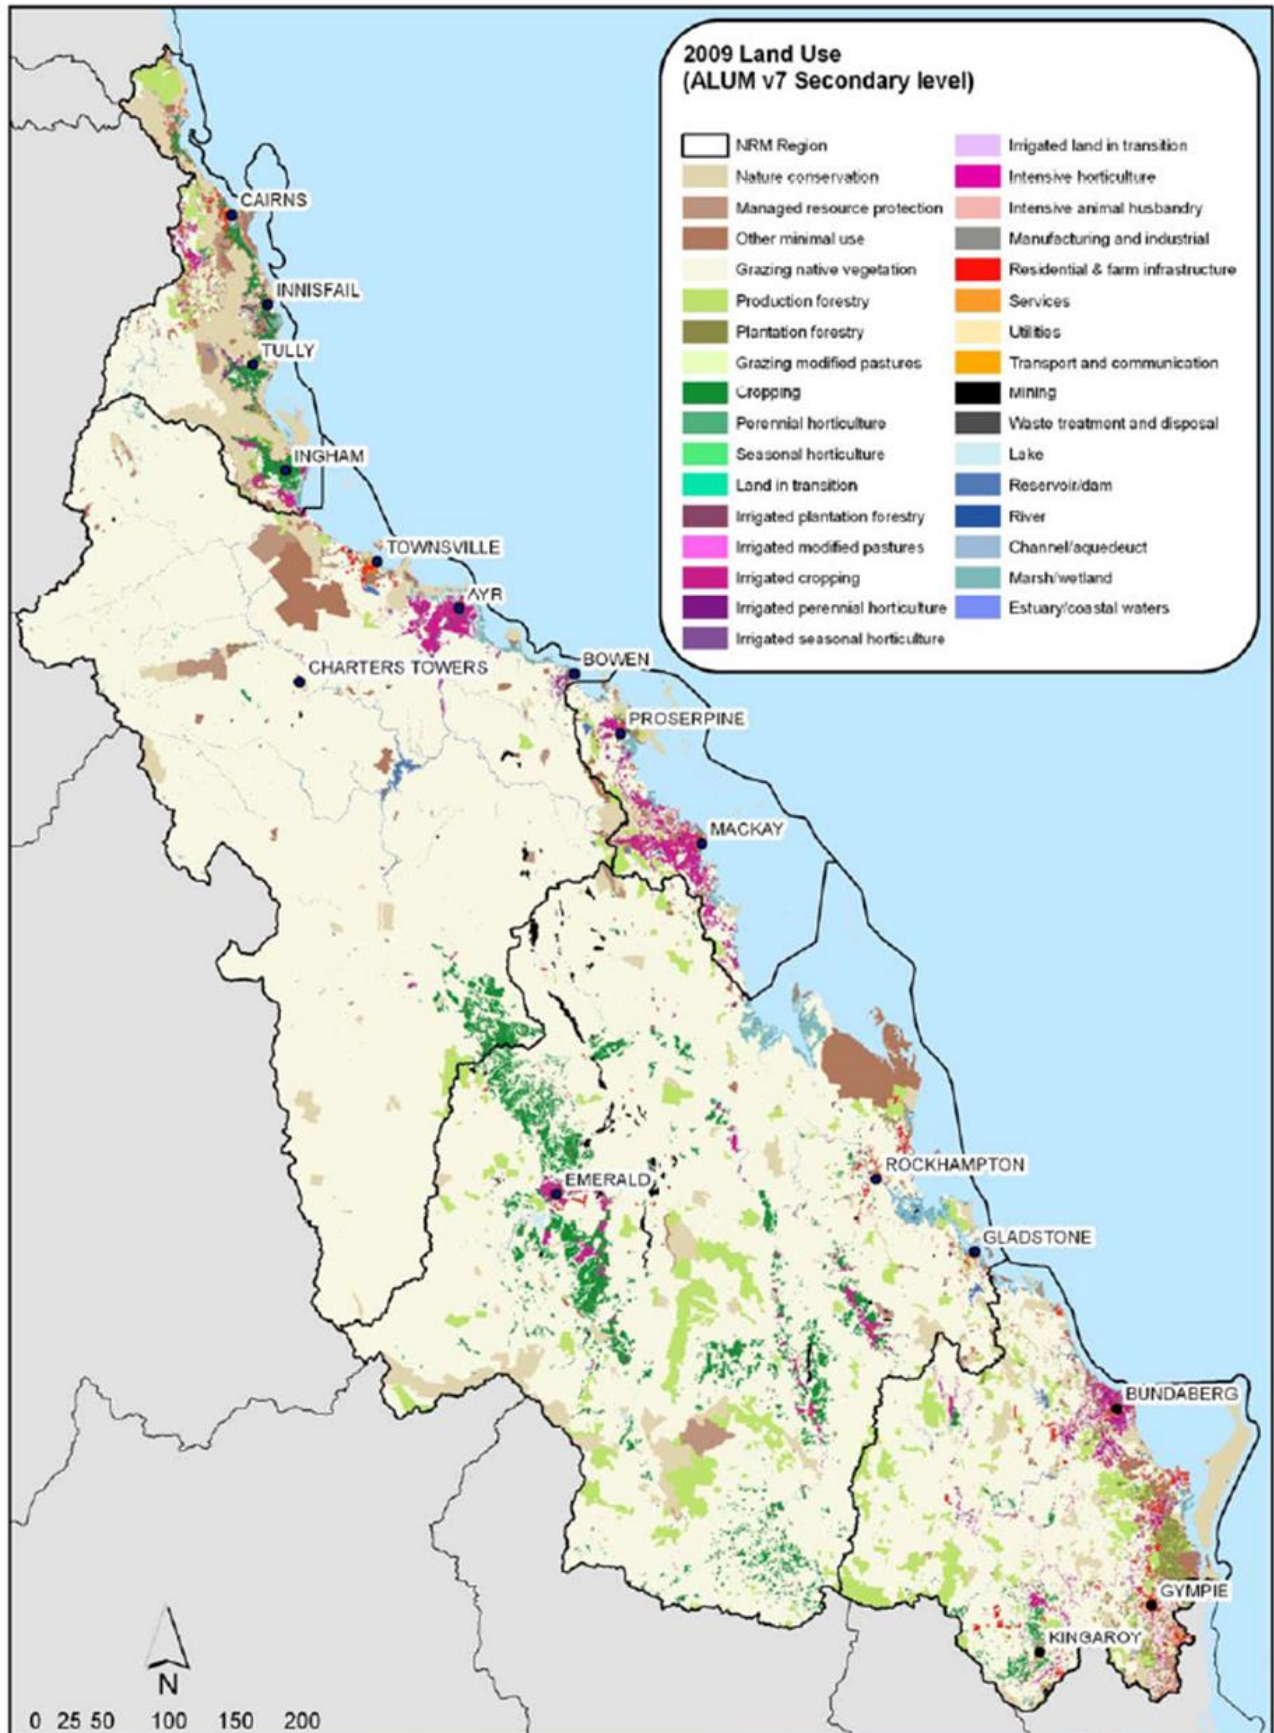 2009 Land Use
(ALUM v7 Secondary level)
NRM Region
Nature conservation
Managed resource protection
Other minimal use
Grazing native vegetation
Production forestry
Plantation forestry
Grazing modified pastures
Cropping
Perennial horticulture
Seasonal horticulture
Land in transition
Irrigated plantation forestry
Irrigated modified pastures
Irrigated cropping
Irrigated perennial horticulture
Irrigated seasonal horticulture
Irrigated land in transition
Intensive horticulture
Intensive animal husbandry
Manufacturing and industrial
Residential & farm infrastructure
Services
Utilities
Transport and communication
Mining
Waste treatment and disposal
Lake
Reservoir/dam
River
Channel/aquedeuct
Marsh/wetland
Estuary/coastal waters
CAIRNS
INNISFAIL
TULLY
INGHAM
TOWNSVILLE
AYR
CHARTERS TOWERS
BOWEN
PROSERPINE
MACKAY
EMERALD
ROCKHAMPTON
GLADSTONE
BUNDABERG
GYMPIE
KINGAROY
N
0 25 50 100 150 200